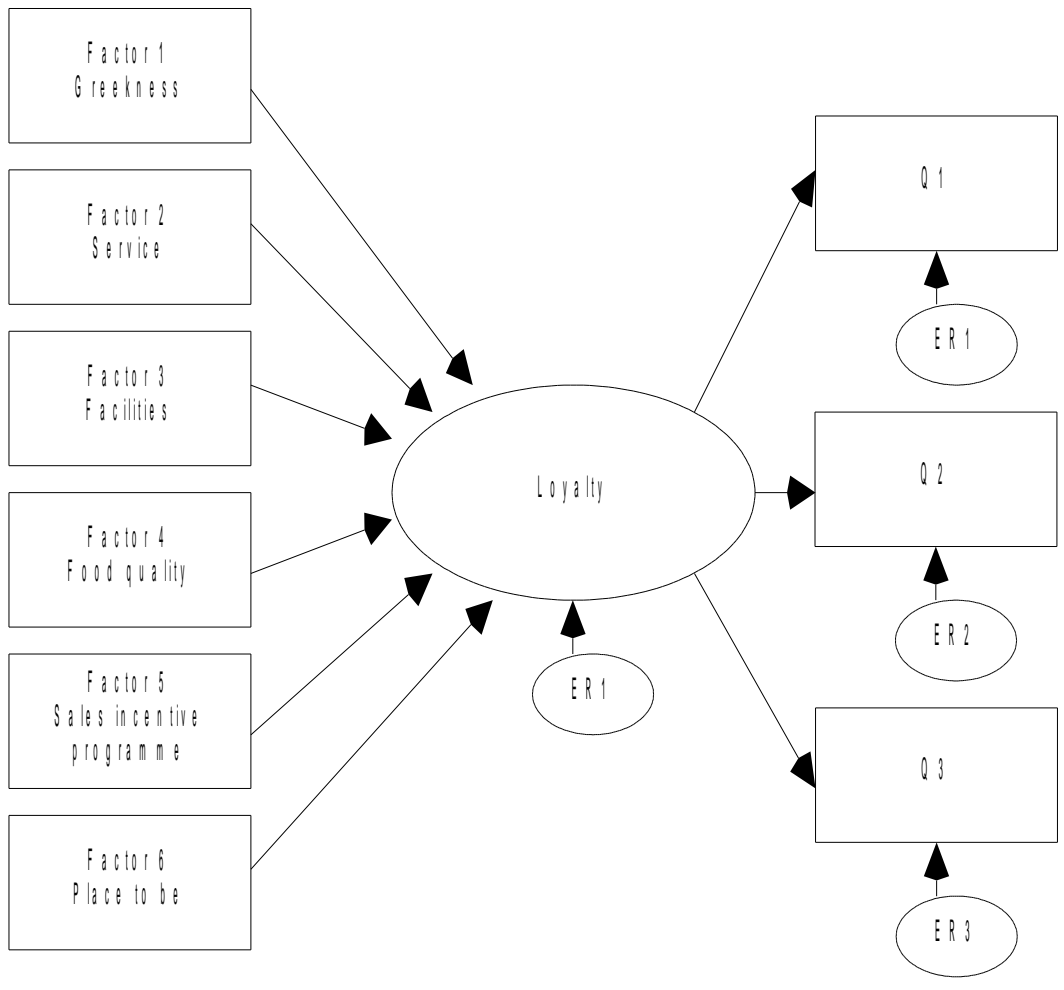 Factor 1
Greekness
Factor 2
Service
Factor 3
Facilities
Factor 4
Food quality
Factor 5
Sales incentive
programme
Factor 6
Place to be
Loyalty
ER1
Q1
ER1
Q2
ER2
Q3
ER3